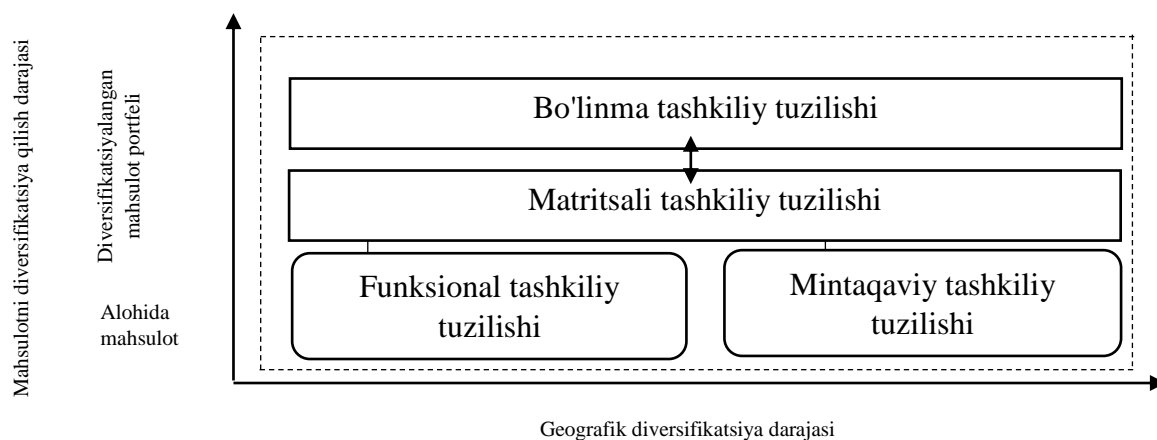 Mahsulotni diversifikatsiya qilish darajasi
Diversifikatsiyalangan
mahsulot portfeli
Alohida
mahsulot
Bo'linma tashkiliy tuzilishi
Matritsali tashkiliy tuzilishi
Funksional tashkiliy
tuzilishi
Mintaqaviy tashkiliy
tuzilishi
Geografik diversifikatsiya darajasi